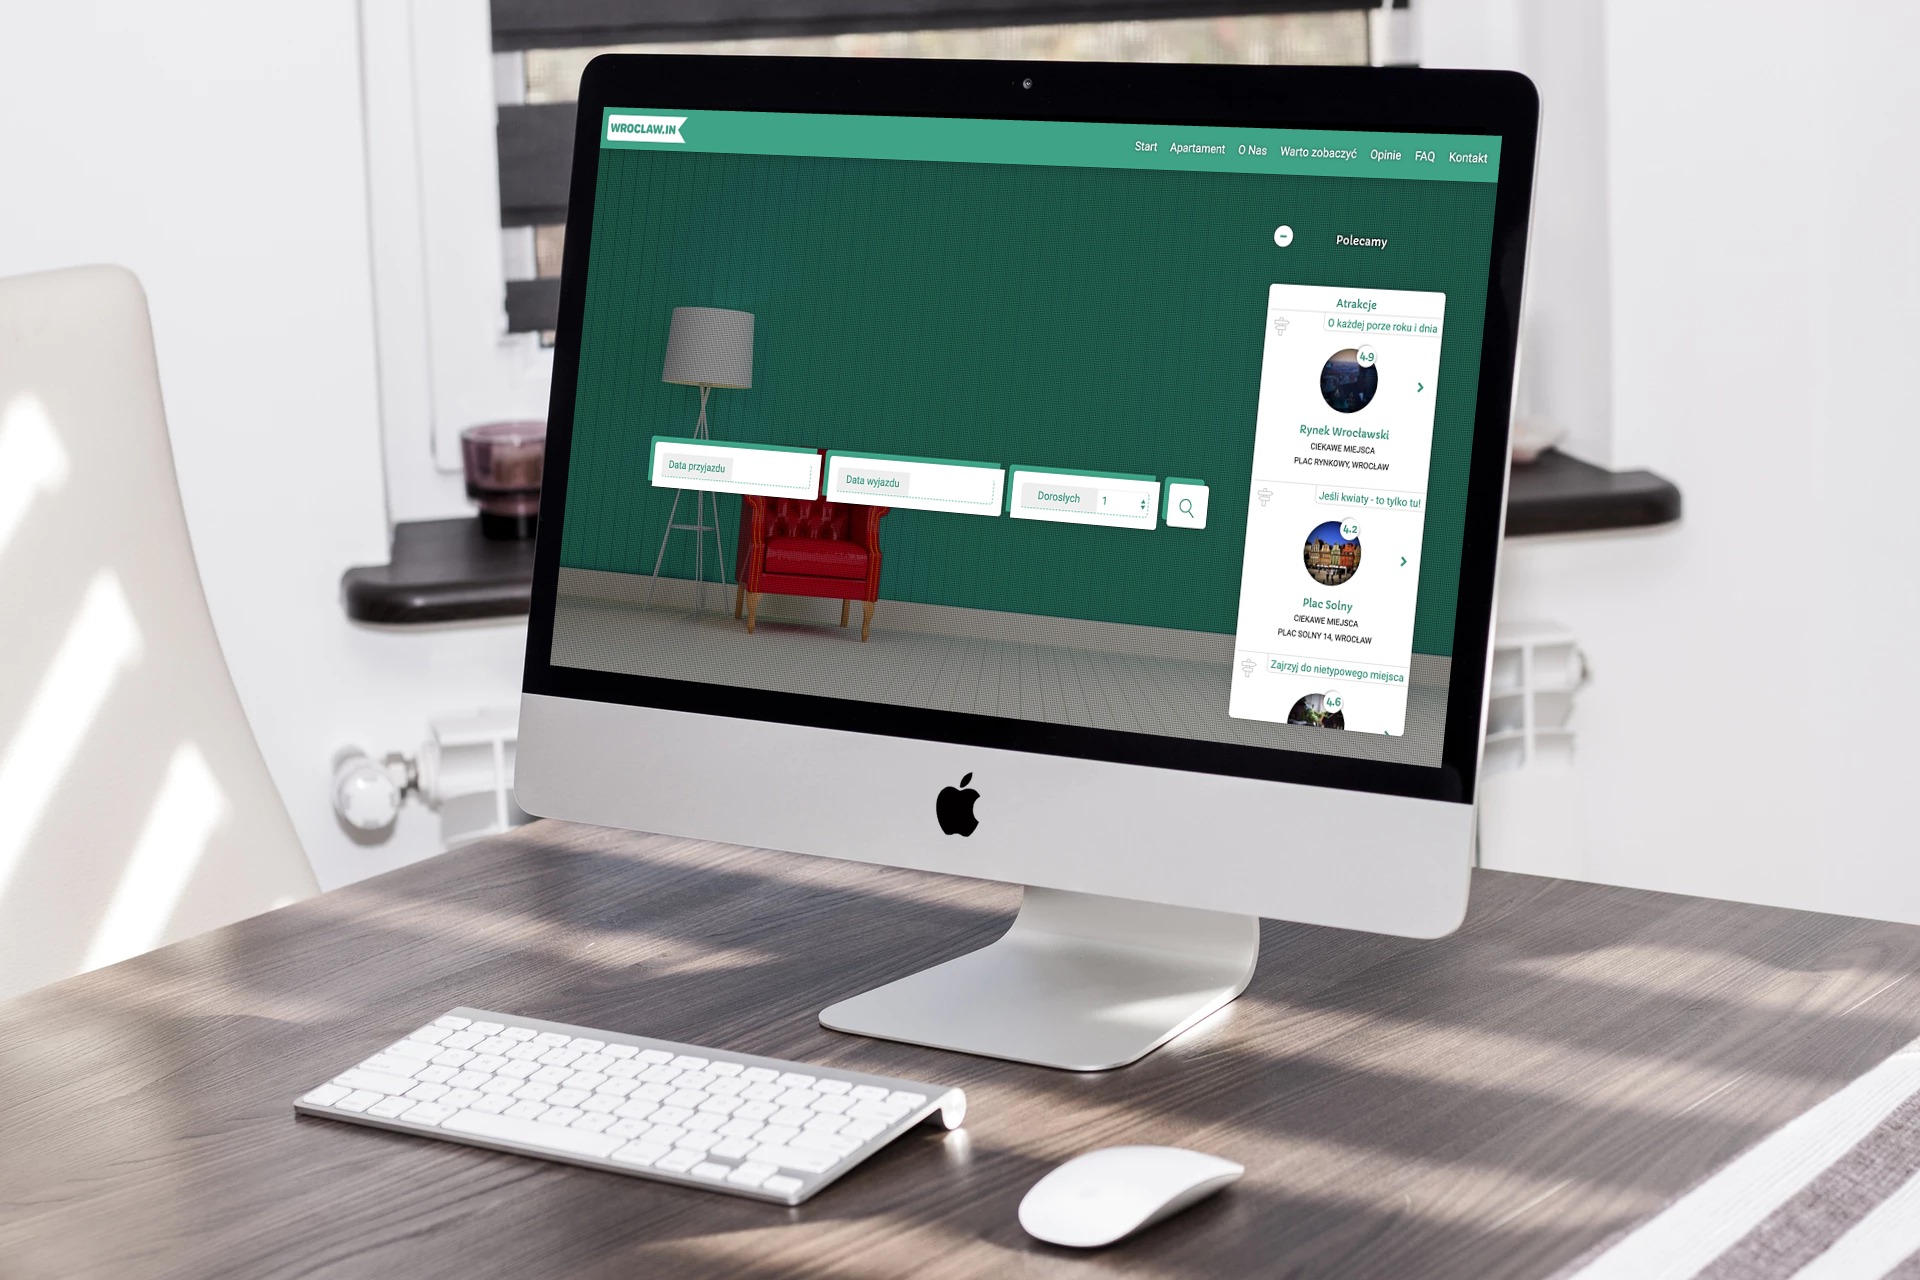 WROCLAW.IN
Start Apartament O Nas Warto zobaczyć Opinie FAQ Kontakt
Polecamy
Data przyjazdu
Data wyjazdu
Dorosłych 1
Atrakcje
O każdej porze roku i dnia
4.9
Rynek Wrocławski
CIEKAWE MIEJSCA
PLAC RYNKOWY, WROCŁAW
Jeśli kwiaty - to tylko tu!
4.2
Plac Solny
CIEKAWE MIEJSCA
PLAC SOLNY 14, WROCŁAW
Zajrzyj do nietypowego miejsca
4.6